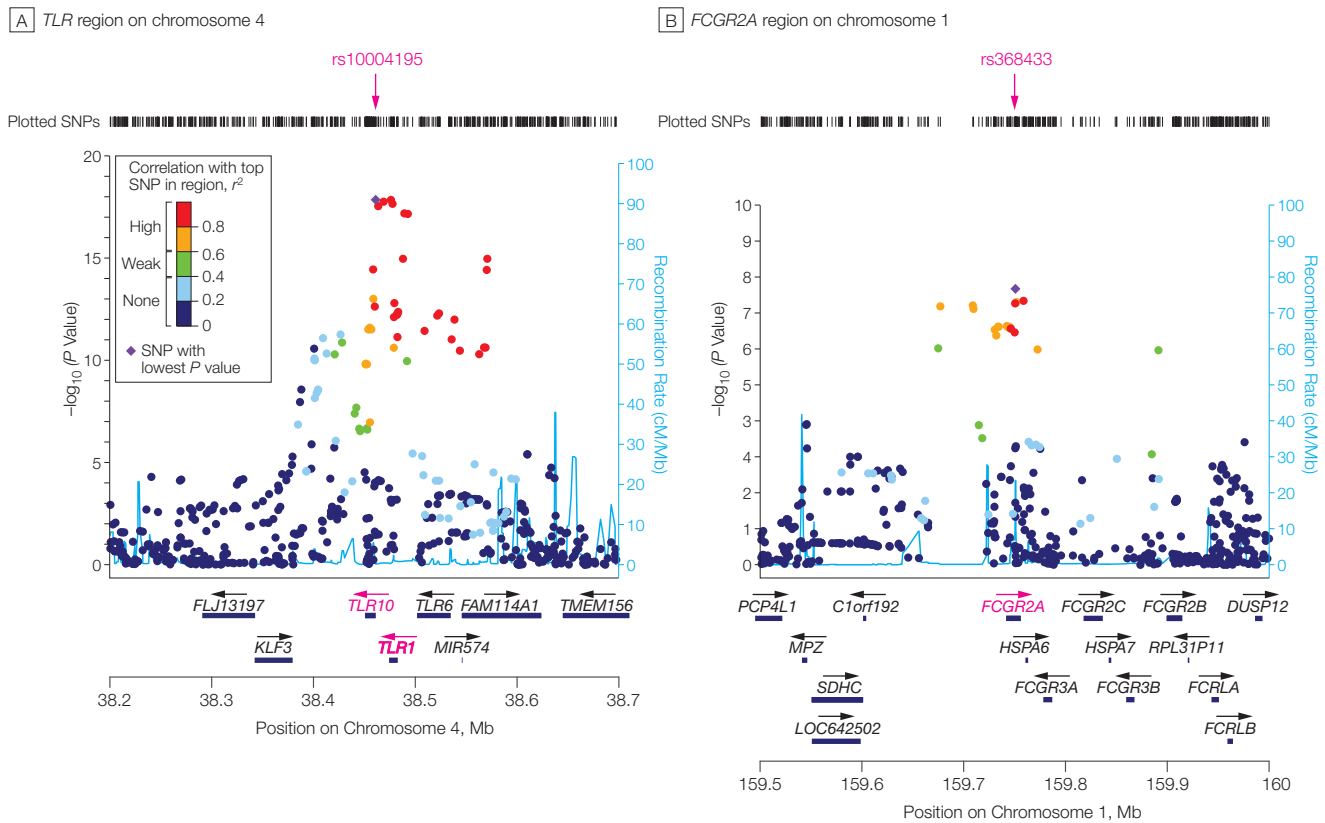 A TLR region on chromosome 4
rs10004195
Plotted SNPs
20
15
10
5
0
–log10 (P Value)
Correlation with top
SNP in region, r2
High
Weak
None
0.8
0.6
0.4
0.2
0
SNP with
lowest P value
100
90
80
70
60
50
40
30
20
10
0
Recombination Rate (cM/Mb)
FLJ13197
TLR10
TLR6
FAM114A1
TMEM156
KLF3
TLR1
MIR574
38.2
38.3
38.4
38.5
38.6
38.7
Position on Chromosome 4, Mb
B FCGR2A region on chromosome 1
rs368433
Plotted SNPs
10
9
8
7
6
5
3
4
2
1
0
–log10 (P Value)
100
90
80
70
60
50
40
30
20
10
0
Recombination Rate (cM/Mb)
PCP4L1
C1orf192
FCGR2A
FCGR2C
FCGR2B
DUSP12
MPZ
HSPA6
HSPA7
RPL31P11
SDHC
FCGR3A
FCGR3B
FCRLA
LOC642502
FCRLB
159.5
159.6
159.7
159.8
159.9
160
Position on Chromosome 1, Mb